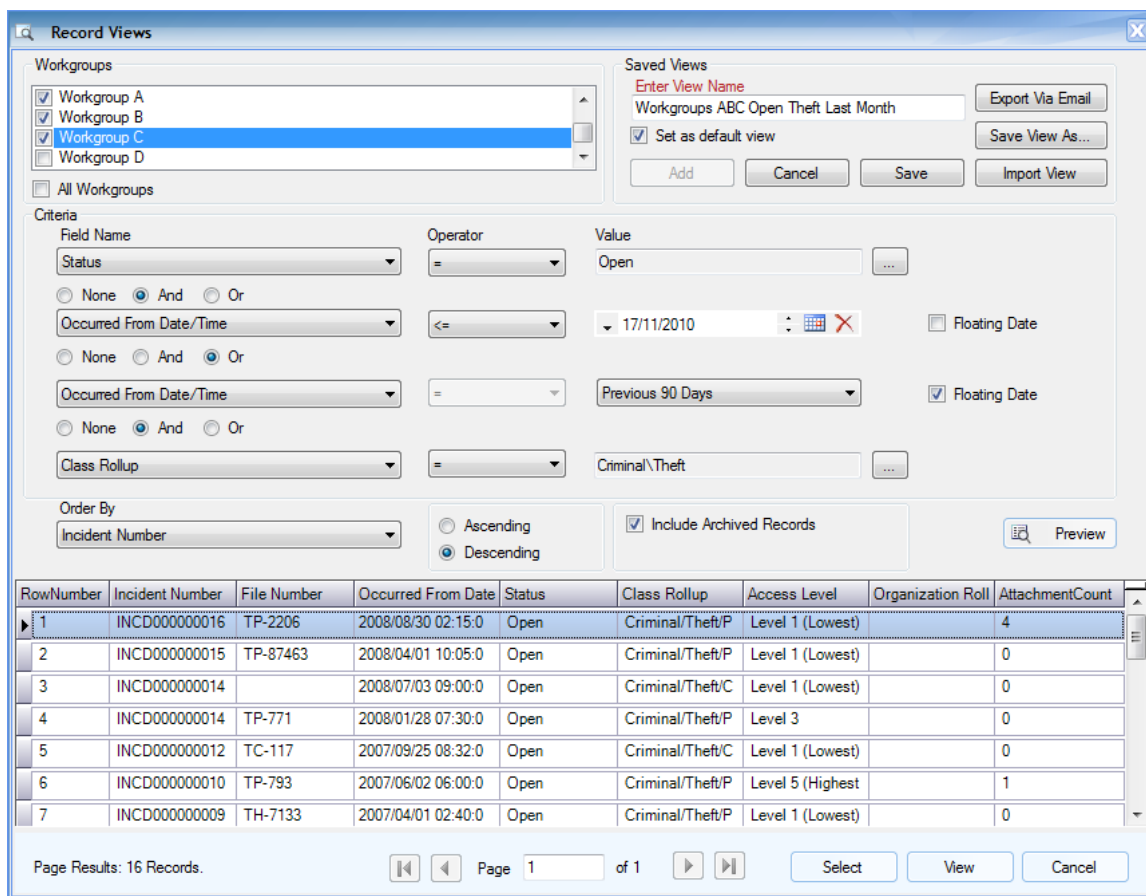 Record Views
Workgroups
Workgroup A
Workgroup B
Workgroup C
Workgroup D
All Workgroups
Saved Views
Enter View Name
Workgroups ABC Open Theft Last Month
Export Via Email
Set as default view
Save View As...
Add Cancel Save Import View
Criteria
Field Name Operator Value
Status = Open ...
None And Or
Occurred From Date/Time <= 17/11/2010 Floating Date
None And Or
Occurred From Date/Time = Previous 90 Days Floating Date
None And Or
Class Rollup = Criminal\Theft ...
Order By
Incident Number
Ascending
Descending
Include Archived Records
Preview
RowNumber Incident Number File Number Occurred From Date Status Class Rollup Access Level Organization Roll AttachmentCount
1 INCD000000016 TP-2206 2008/08/30 02:15:0 Open Criminal/Theft/P Level 1 (Lowest) 4
2 INCD000000015 TP-87463 2008/04/01 10:05:0 Open Criminal/Theft/P Level 1 (Lowest) 0
3 INCD000000014 2008/07/03 09:00:0 Open Criminal/Theft/C Level 1 (Lowest) 0
4 INCD000000014 TP-771 2008/01/28 07:30:0 Open Criminal/Theft/P Level 3 0
5 INCD000000012 TC-117 2007/09/25 08:32:0 Open Criminal/Theft/C Level 1 (Lowest) 0
6 INCD000000010 TP-793 2007/06/02 06:00:0 Open Criminal/Theft/P Level 5 (Highest 1
7 INCD000000009 TH-7133 2007/04/01 02:40:0 Open Criminal/Theft/P Level 1 (Lowest) 0
Page Results: 16 Records. Page 1 of 1 Select View Cancel